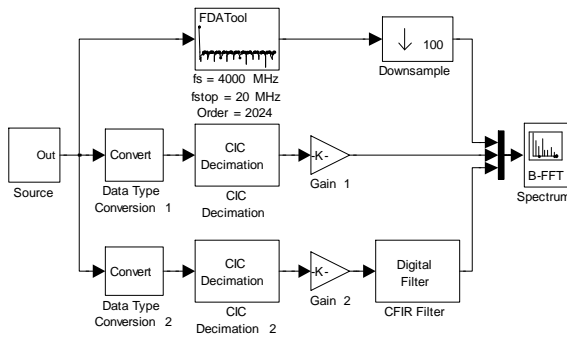 FDATool
fs = 4000 MHz
fstop = 20 MHz
Order = 2024
100
Downsample
Out
Source
Convert
Data Type
Conversion 1
CIC
Decimation
CIC
Decimation
-K-
Gain 1
B-FFT
Spectrum
Convert
Data Type
Conversion 2
CIC
Decimation
CIC
Decimation 2
-K-
Gain 2
Digital
Filter
CFIR Filter